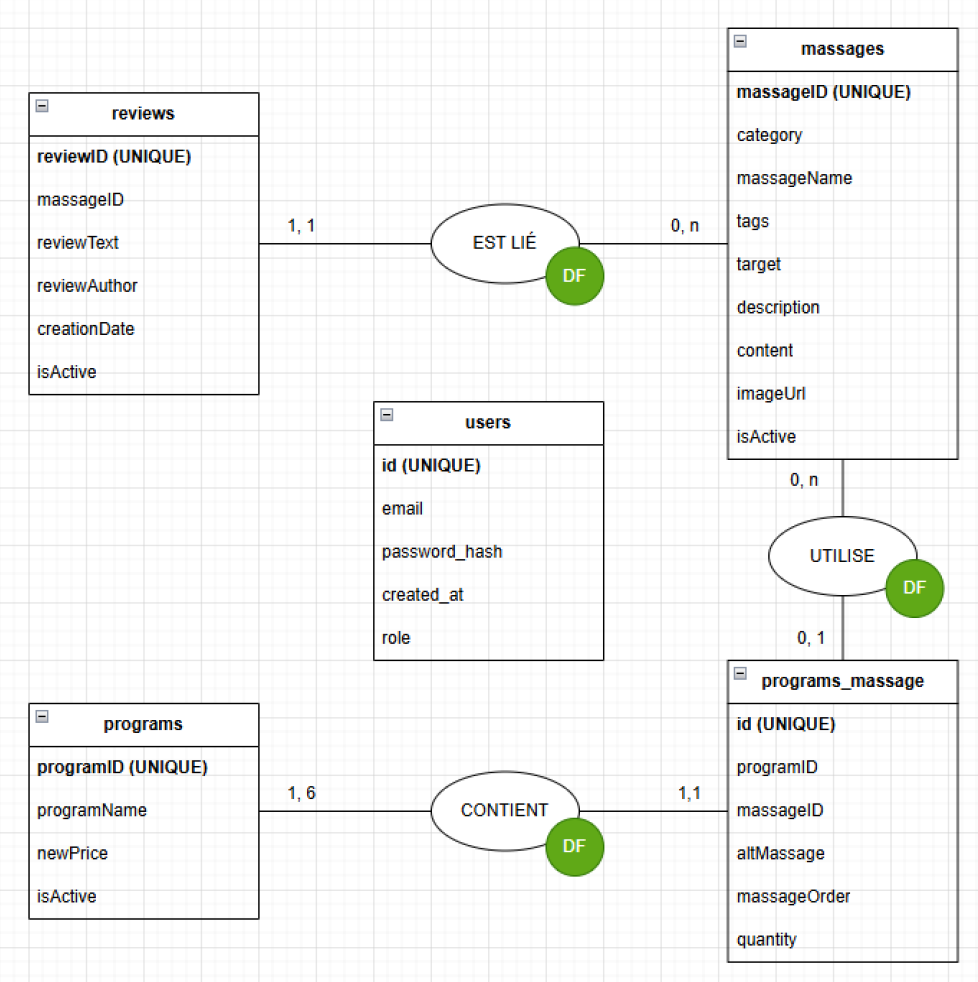 massages
massageID (UNIQUE)
category
massageName
tags
target
description
content
imageUrl
isActive
reviews
reviewID (UNIQUE)
massageID
reviewText
reviewAuthor
creationDate
isActive
1, 1
EST LIÉ
DF
0, n
users
id (UNIQUE)
email
password_hash
created_at
role
0, n
UTILISE
DF
0, 1
programs_massage
id (UNIQUE)
programID
massageID
altMassage
massageOrder
quantity
programs
programID (UNIQUE)
programName
newPrice
isActive
1, 6
CONTIENT
DF
1,1